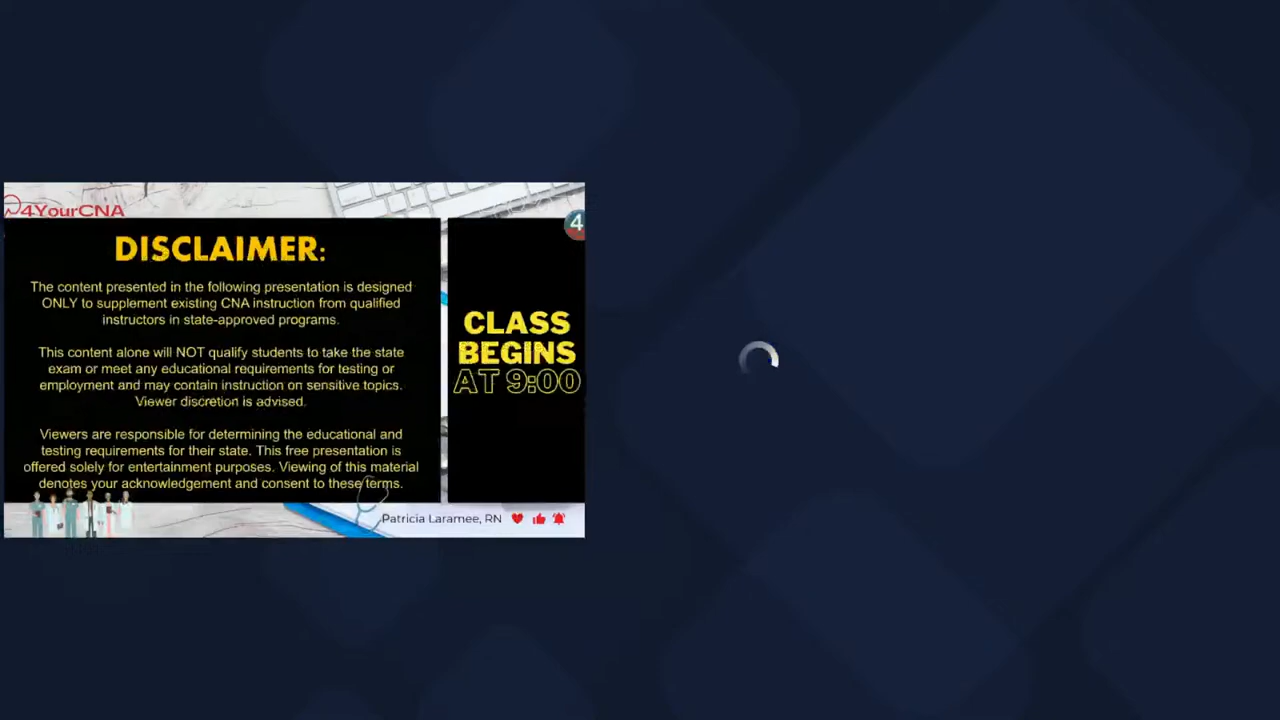 4YourCNA
4
DISCLAIMER:
The content presented in the following presentation is designed
ONLY to supplement existing CNA instruction from qualified
instructors in state-approved programs.
This content alone will NOT qualify students to take the state
exam or meet any educational requirements for testing or
employment and may contain instruction on sensitive topics.
Viewer discretion is advised.
Viewers are responsible for determining the educational and
testing requirements for their state. This free presentation is
offered solely for entertainment purposes. Viewing of this material
denotes your acknowledgement and consent to these terms.
CLASS
BEGINS
AT 9:00
Patricia Laramee, RN